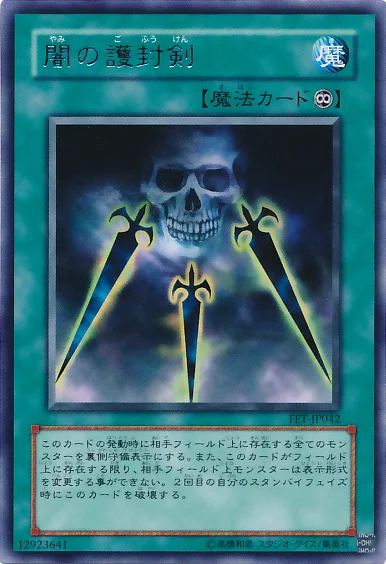 闇の護封剣
魔
【魔法カード】
FET-JP042
このカードの発動時に相手フィールド上に存在する全てのモン
スターを裏側守備表示にする。また、このカードがフィール
ド上に存在する限り、相手フィールド上モンスターは表示形式
を変更する事ができない。2回目の自分のスタンバイフェイズ
時にこのカードを破壊する。
12923641
©高橋和希 スタジオ・ダイス/集英社